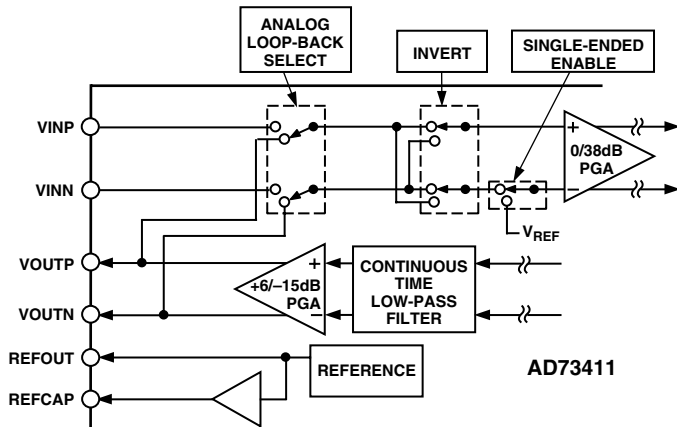 ANALOG
LOOP-BACK
SELECT
INVERT
SINGLE-ENDED
ENABLE
VINP
+
0/38dB
PGA
VINN
–
VREF
VOUTP
+
+6/–15dB
PGA
–
CONTINUOUS
TIME
LOW-PASS
FILTER
VOUTN
REFOUT
REFERENCE
AD73411
REFCAP